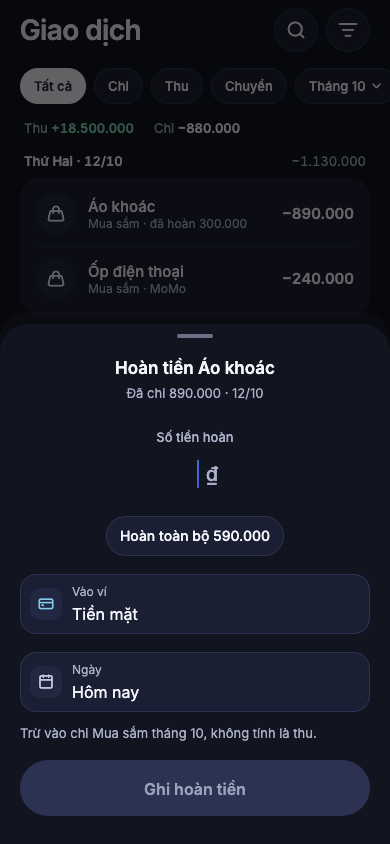 Giao dịch
Tất cả
Chi
Thu
Chuyển
Tháng 10
Thu +18.500.000 Chi −880.000
Thứ Hai · 12/10 −1.130.000
Áo khoác −890.000
Mua sắm · đã hoàn 300.000
Ốp điện thoại −240.000
Mua sắm · MoMo
Hoàn tiền Áo khoác
Đã chi 890.000 · 12/10
Số tiền hoàn
₫
Hoàn toàn bộ 590.000
Vào ví
Tiền mặt
Ngày
Hôm nay
Trừ vào chi Mua sắm tháng 10, không tính là thu.
Ghi hoàn tiền